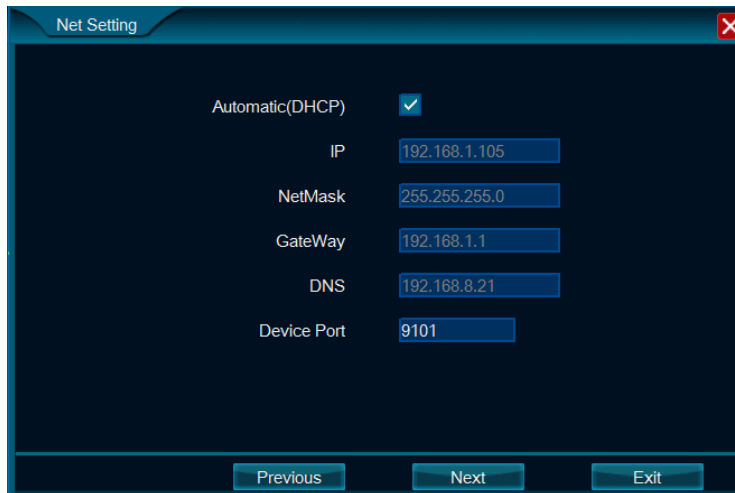 Net Setting
Automatic(DHCP)
IP 192.168.1.105
NetMask 255.255.255.0
GateWay 192.168.1.1
DNS 192.168.8.21
Device Port 9101
Previous Next Exit